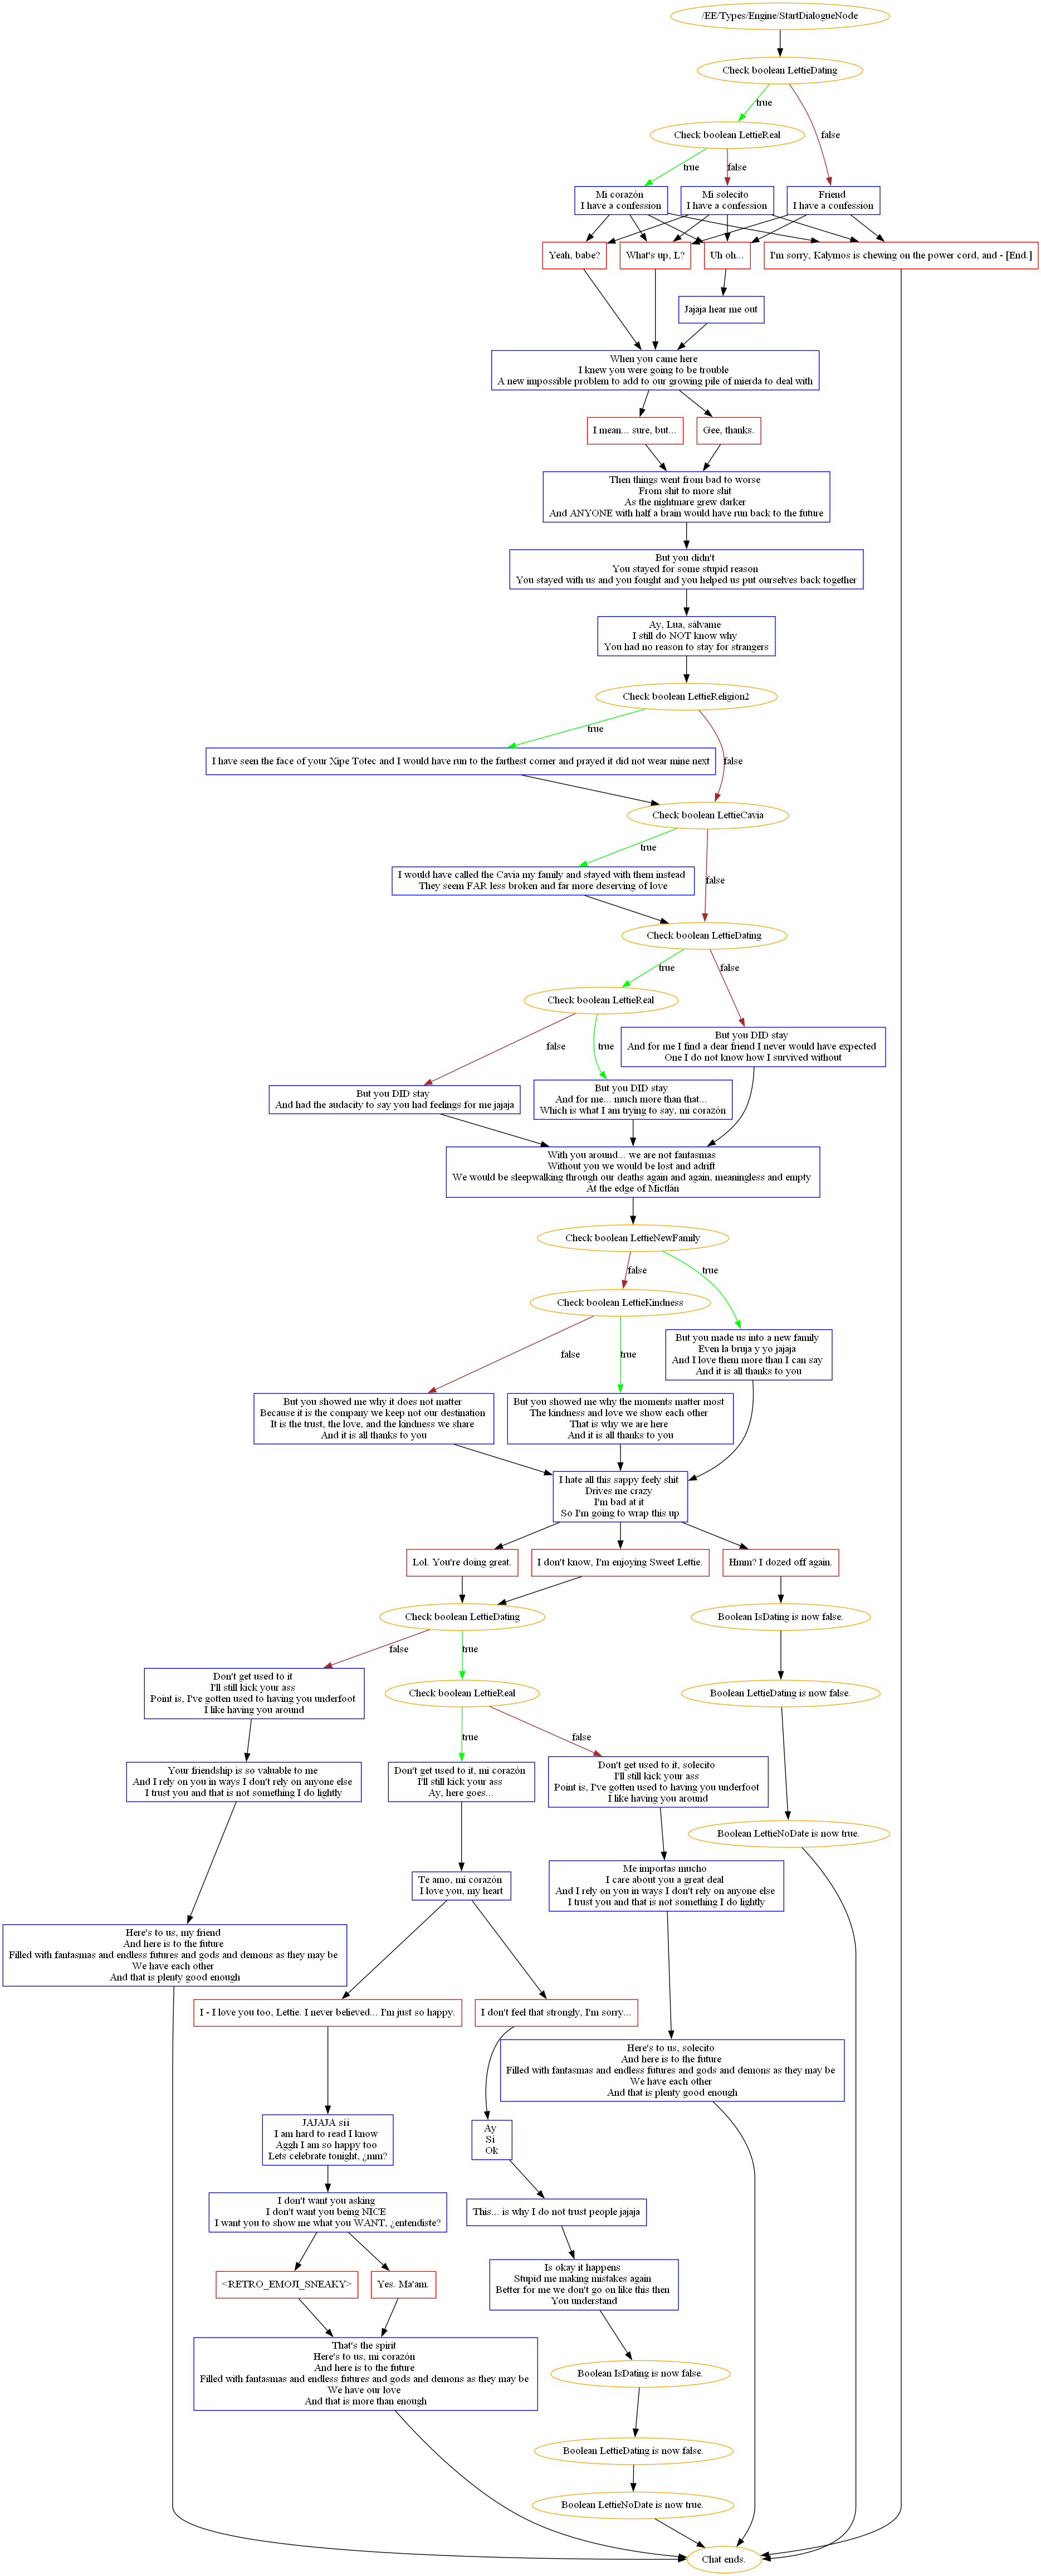 /EE/Types/Engine/StartDialogueNode
Check boolean LettieDating
true
false
Check boolean LettieReal
true
false
Mi corazón
I have a confession
Mi solecito
I have a confession
Friend
I have a confession
Yeah, babe?
What's up, L?
Uh oh...
I'm sorry, Kalymos is chewing on the power cord, and - [End.]
Jajaja hear me out
When you came here
I knew you were going to be trouble
A new impossible problem to add to our growing pile of mierda to deal with
I mean... sure, but...
Gee, thanks.
Then things went from bad to worse
From shit to more shit
As the nightmare grew darker
And ANYONE with half a brain would have run back to the future
But you didn't
You stayed for some stupid reason
You stayed with us and you fought and you helped us put ourselves back together
Ay, Lua, sálvame
I still do NOT know why
You had no reason to stay for strangers
Check boolean LettieReligion2
true
false
I have seen the face of your Xipe Totec and I would have run to the farthest corner and prayed it did not wear mine next
Check boolean LettieCavia
true
false
I would have called the Cavia my family and stayed with them instead
They seem FAR less broken and far more deserving of love
Check boolean LettieDating
true
false
Check boolean LettieReal
false
true
But you DID stay
And for me I find a dear friend I never would have expected
One I do not know how I survived without
But you DID stay
And had the audacity to say you had feelings for me jajaja
But you DID stay
And for me... much more than that...
Which is what I am trying to say, mi corazón
With you around... we are not fantasmas
Without you we would be lost and adrift
We would be sleepwalking through our deaths again and again, meaningless and empty
At the edge of Mictlán
Check boolean LettieNewFamily
false
true
Check boolean LettieKindness
false
true
But you made us into a new family
Even la bruja y yo jajaja
And I love them more than I can say
And it is all thanks to you
But you showed me why it does not matter
Because it is the company we keep not our destination
It is the trust, the love, and the kindness we share
And it is all thanks to you
But you showed me why the moments matter most
The kindness and love we show each other
That is why we are here
And it is all thanks to you
I hate all this sappy feely shit
Drives me crazy
I'm bad at it
So I'm going to wrap this up
Lol. You're doing great.
I don't know, I'm enjoying Sweet Lettie.
Hmm? I dozed off again.
Check boolean LettieDating
false
true
Boolean IsDating is now false.
Don't get used to it
I'll still kick your ass
Point is, I've gotten used to having you underfoot
I like having you around
Check boolean LettieReal
true
false
Boolean LettieDating is now false.
Your friendship is so valuable to me
And I rely on you in ways I don't rely on anyone else
I trust you and that is not something I do lightly
Don't get used to it, mi corazón
I'll still kick your ass
Ay, here goes...
Don't get used to it, solecito
I'll still kick your ass
Point is, I've gotten used to having you underfoot
I like having you around
Boolean LettieNoDate is now true.
Te amo, mi corazón
I love you, my heart
Me importas mucho
I care about you a great deal
And I rely on you in ways I don't rely on anyone else
I trust you and that is not something I do lightly
Here's to us, my friend
And here is to the future
Filled with fantasmas and endless futures and gods and demons as they may be
We have each other
And that is plenty good enough
I - I love you too, Lettie. I never believed... I'm just so happy.
I don't feel that strongly, I'm sorry...
Here's to us, solecito
And here is to the future
Filled with fantasmas and endless futures and gods and demons as they may be
We have each other
And that is plenty good enough
JAJAJA sii
I am hard to read I know
Aggh I am so happy too
Lets celebrate tonight, ¿mm?
Ay
Sí
Ok
I don't want you asking
I don't want you being NICE
I want you to show me what you WANT, ¿entendiste?
This... is why I do not trust people jajaja
<RETRO_EMOJI_SNEAKY>
Yes. Ma'am.
Is okay it happens
Stupid me making mistakes again
Better for me we don't go on like this then
You understand
That's the spirit
Here's to us, mi corazón
And here is to the future
Filled with fantasmas and endless futures and gods and demons as they may be
We have our love
And that is more than enough
Boolean IsDating is now false.
Boolean LettieDating is now false.
Boolean LettieNoDate is now true.
Chat ends.